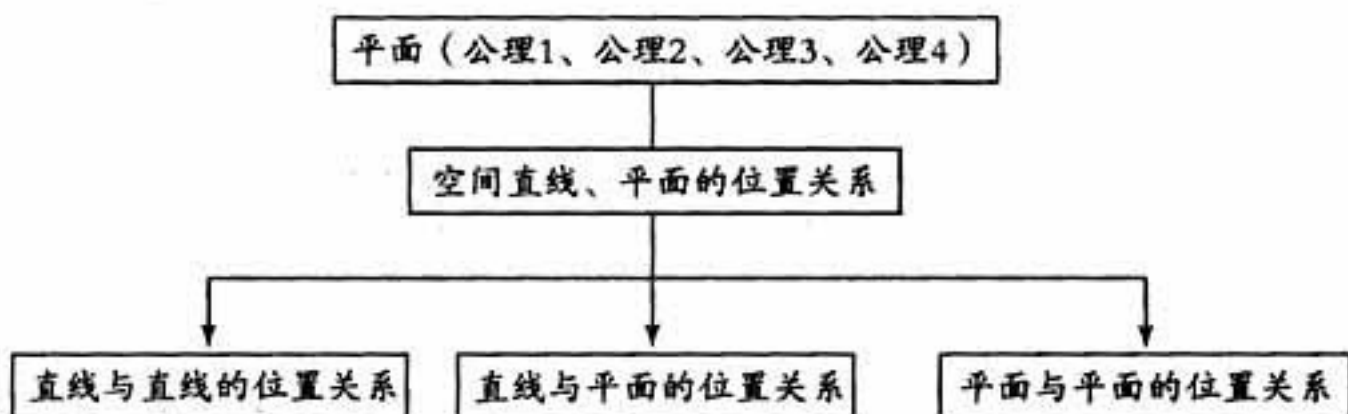 平面（公理1、公理2、公理3、公理4）
空间直线、平面的位置关系
直线与直线的位置关系
直线与平面的位置关系
平面与平面的位置关系